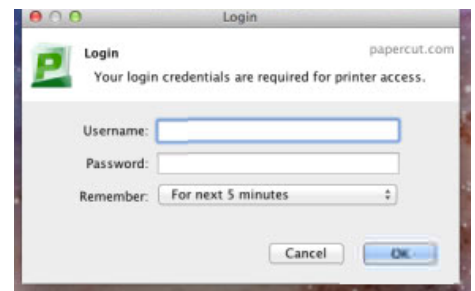 Login
Login
papercut.com
Your login credentials are required for printer access.
Username:
Password:
Remember: For next 5 minutes
Cancel OK